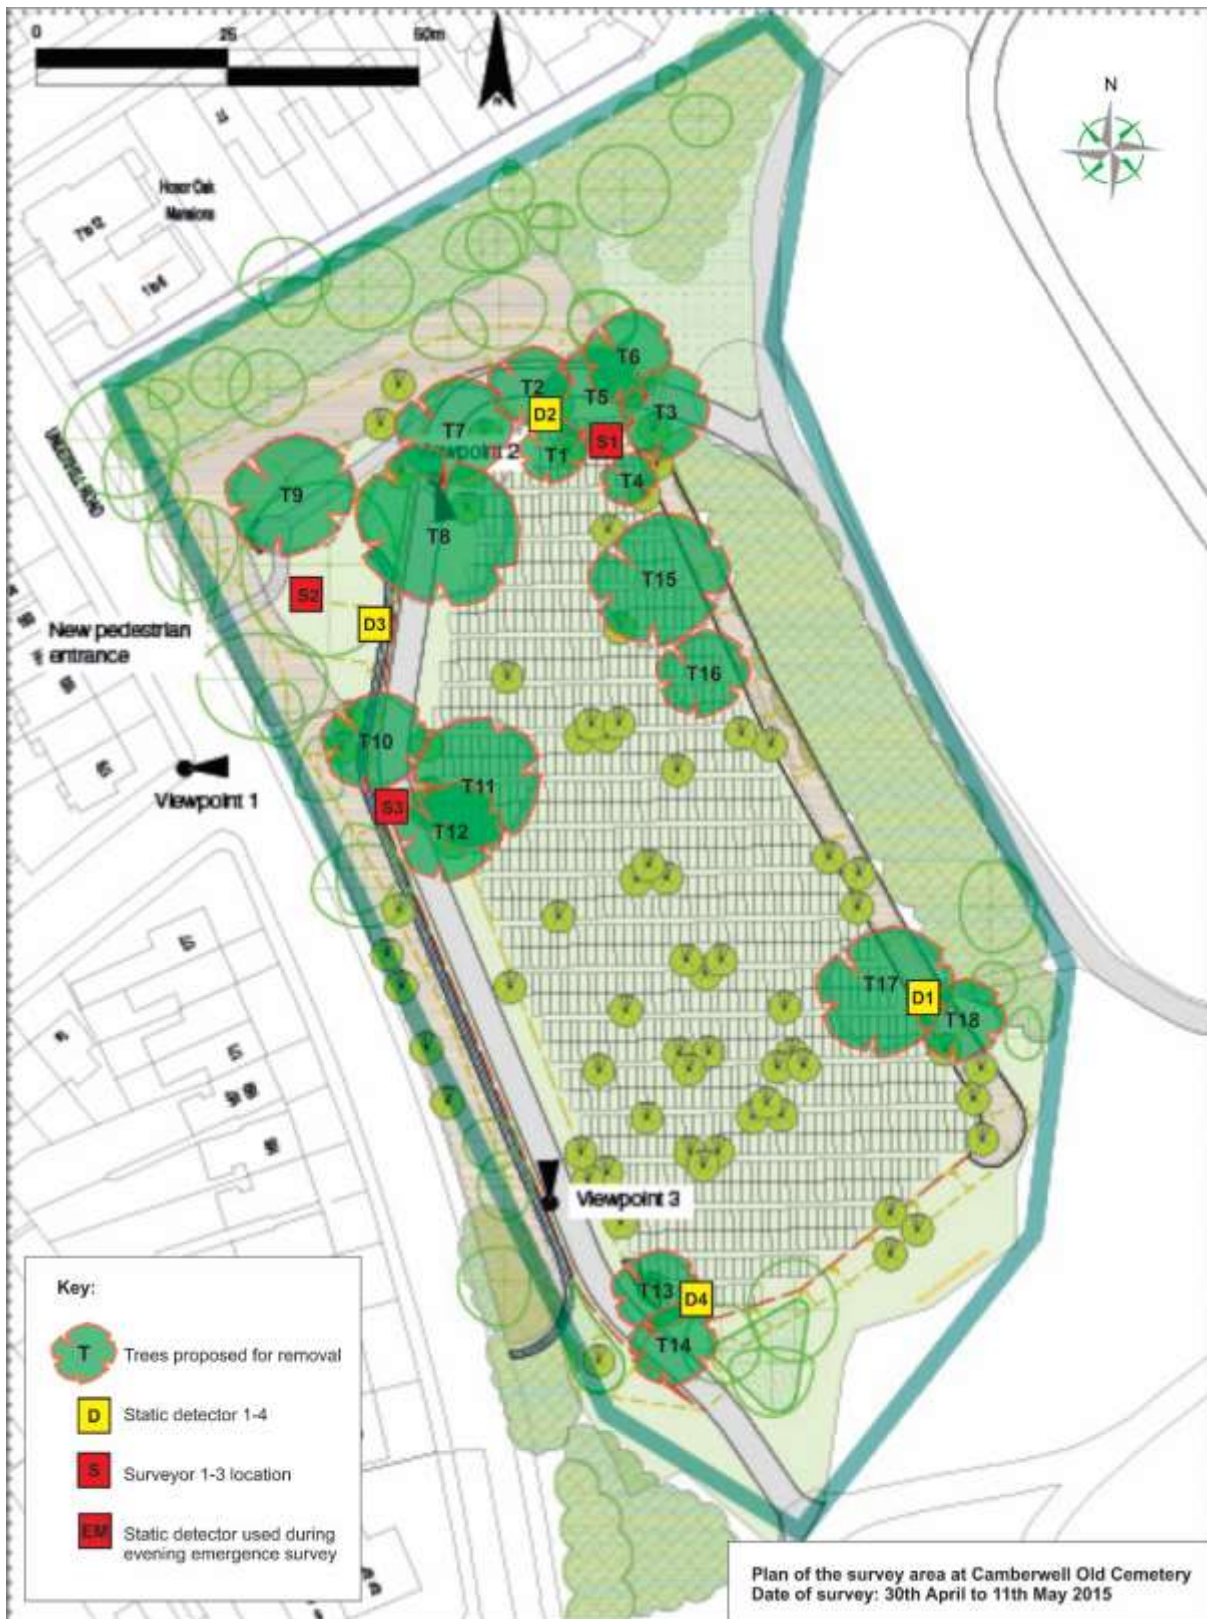 0 25 50m
N
N
Honor Oak
Mansions
7 to 12
1 to 6
UNDERHILL ROAD
T6
T2
T5
T3
D2
T7
S1
Viewpoint 2
T1
T4
T9
T8
T15
S2
D3
New pedestrian
entrance
T16
T10
Viewpoint 1
T11
S3
T12
T17
D1
T18
Viewpoint 3
T13
D4
T14
Key:
T Trees proposed for removal
D Static detector 1-4
S Surveyor 1-3 location
EM Static detector used during
evening emergence survey
Plan of the survey area at Camberwell Old Cemetery
Date of survey: 30th April to 11th May 2015